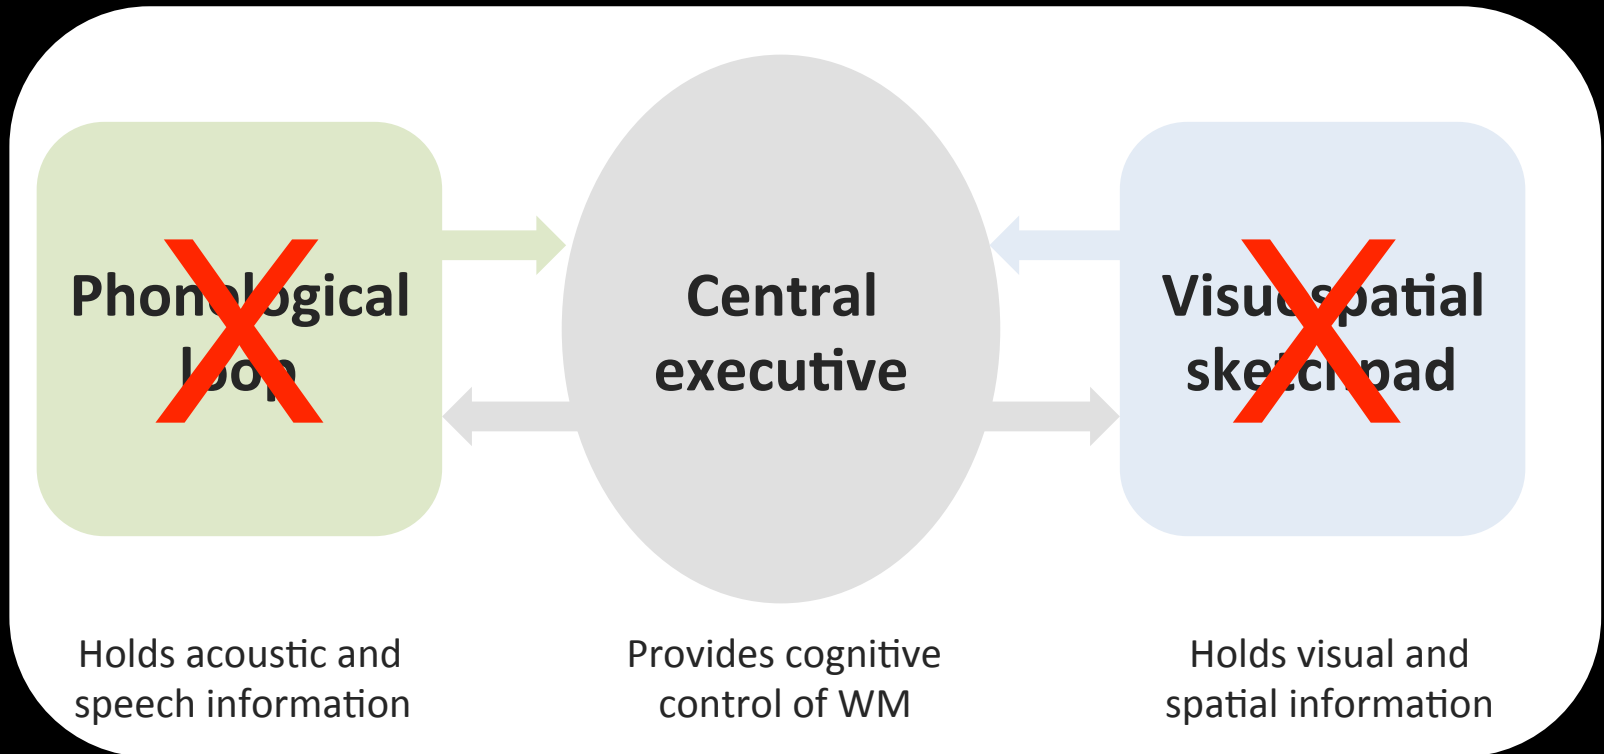 Phonological
loop
X
Central
executive
Visuospatial
sketchpad
X
Holds acoustic and
speech information
Provides cognitive
control of WM
Holds visual and
spatial information